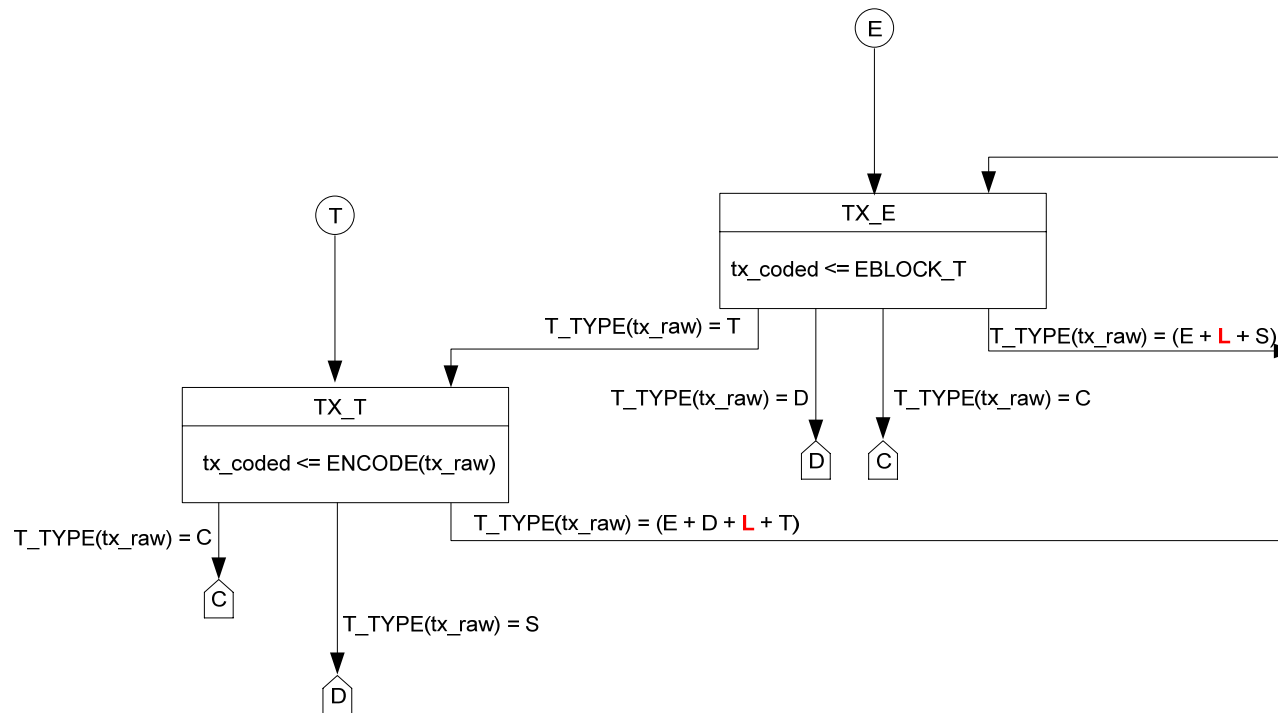 E
T
TX_E
tx_coded <= EBLOCK_T
T_TYPE(tx_raw) = T
T_TYPE(tx_raw) = (E + L + S)
T_TYPE(tx_raw) = D
T_TYPE(tx_raw) = C
D
C
TX_T
tx_coded <= ENCODE(tx_raw)
T_TYPE(tx_raw) = (E + D + L + T)
T_TYPE(tx_raw) = C
C
T_TYPE(tx_raw) = S
D